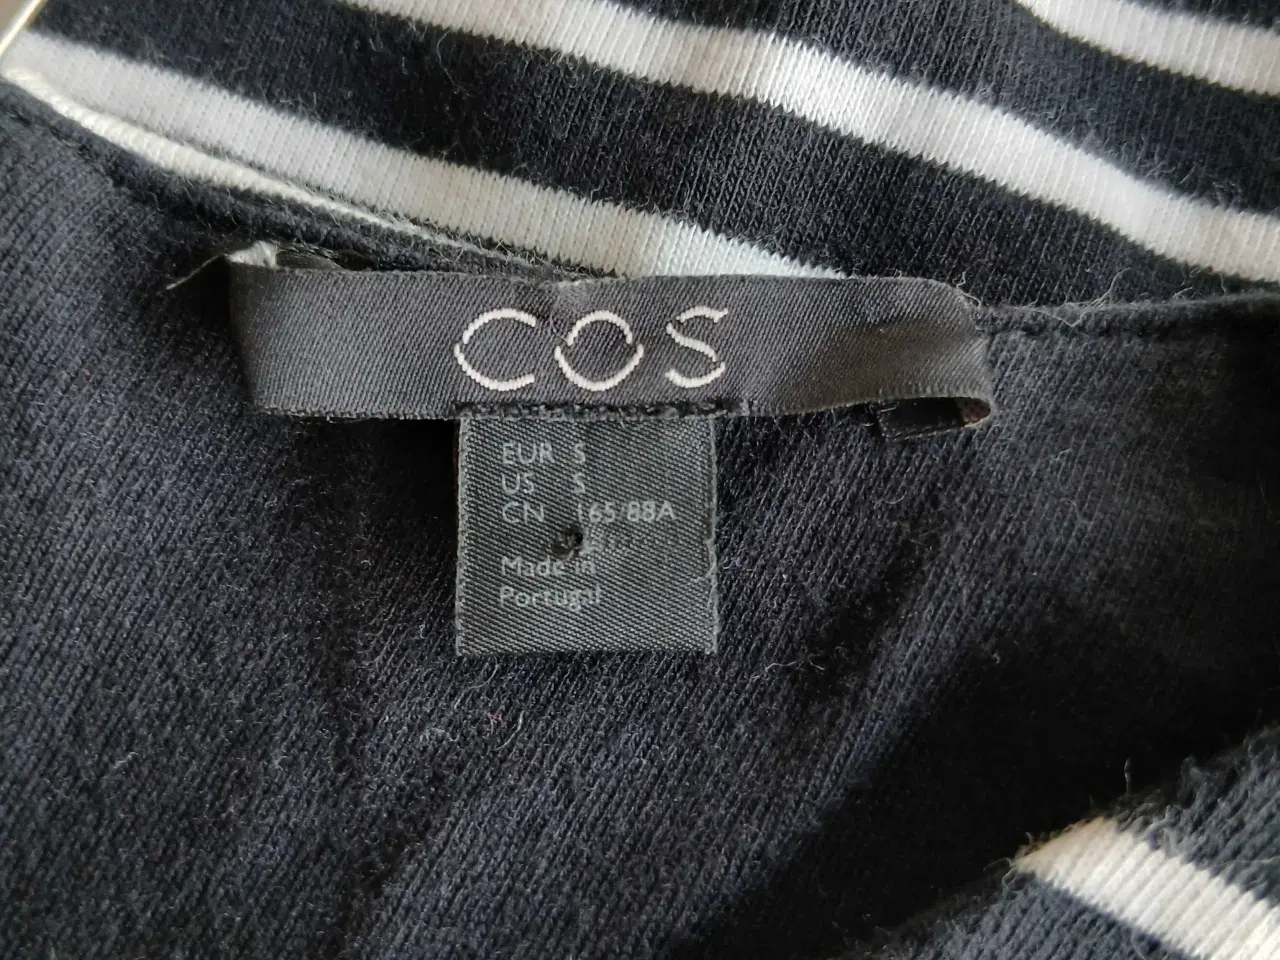 COS
EUR S
US S
CN 165/88A
Made in
Portugal